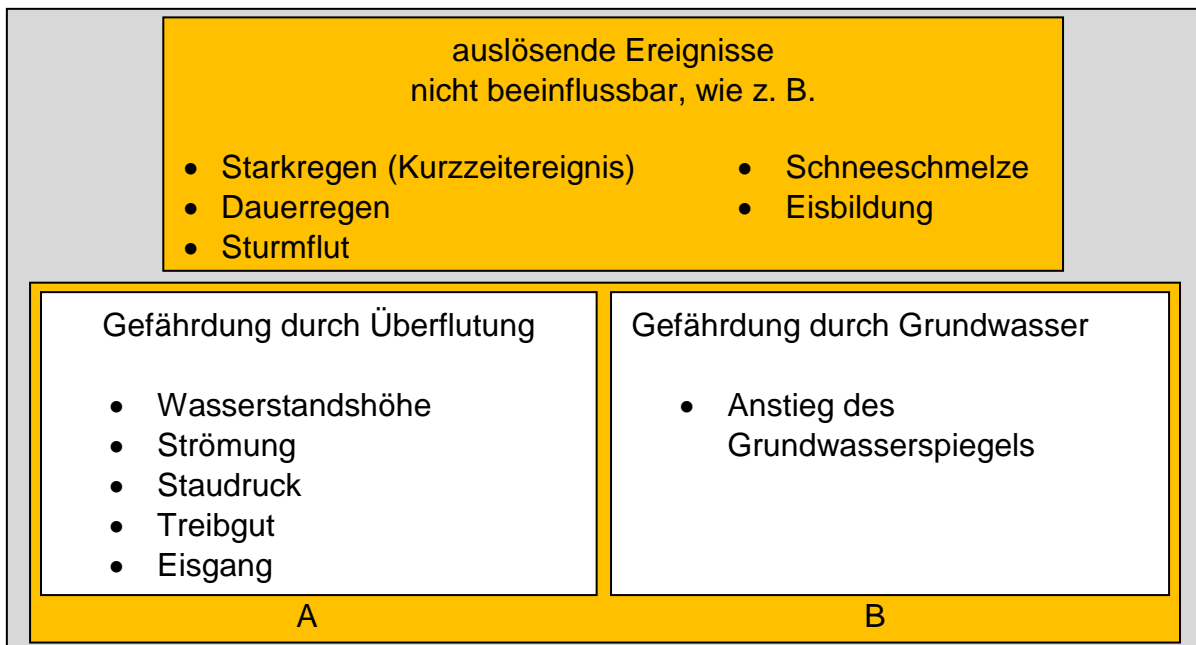 auslösende Ereignisse
nicht beeinflussbar, wie z. B.
• Starkregen (Kurzzeitereignis)
• Dauerregen
• Sturmflut
• Schneeschmelze
• Eisbildung
Gefährdung durch Überflutung
• Wasserstandshöhe
• Strömung
• Staudruck
• Treibgut
• Eisgang
A
Gefährdung durch Grundwasser
• Anstieg des
Grundwasserspiegels
B